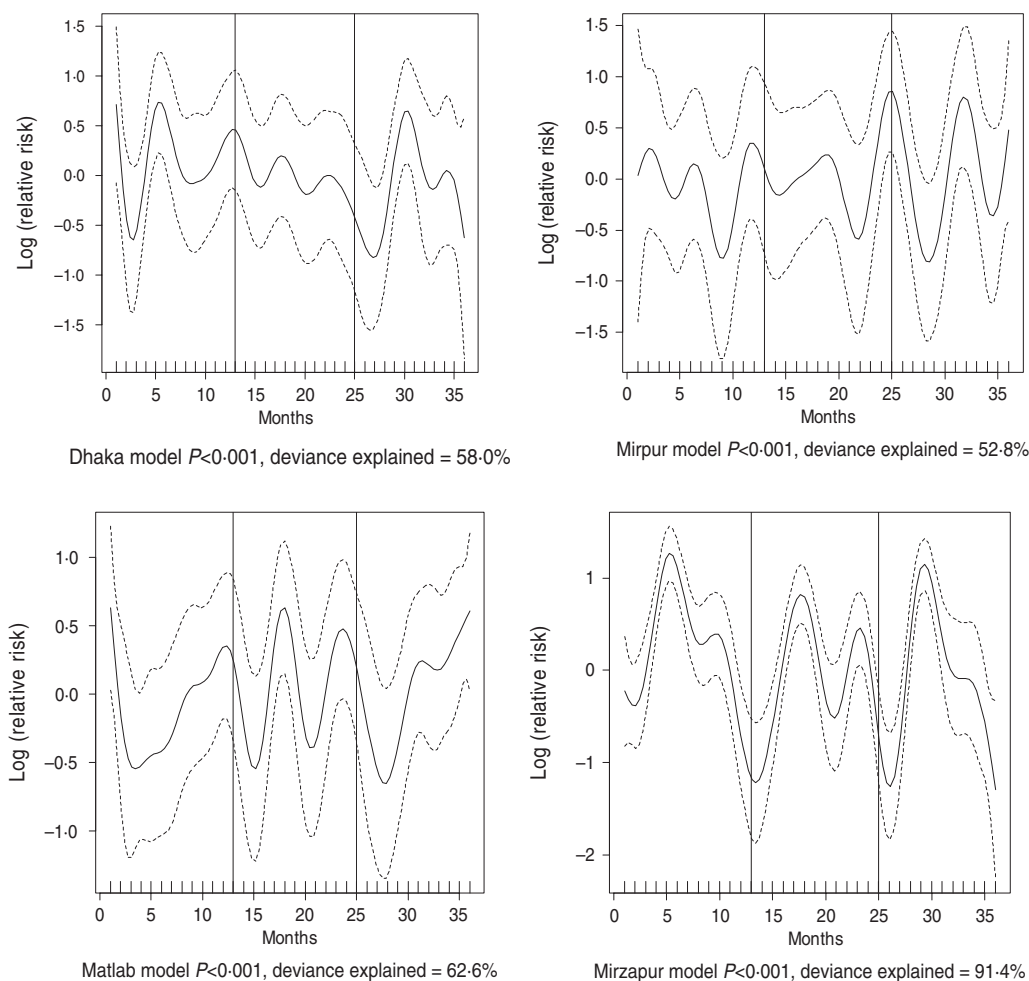 1·5
1·0
0·5
0·0
−0·5
−1·0
−1·5
Log (relative risk)
0 5 10 15 20 25 30 35
Months
Dhaka model P<0·001, deviance explained = 58·0%
1·5
1·0
0·5
0·0
−0·5
−1·0
−1·5
Log (relative risk)
0 5 10 15 20 25 30 35
Months
Mirpur model P<0·001, deviance explained = 52·8%
1·0
0·5
0·0
−0·5
−1·0
Log (relative risk)
0 5 10 15 20 25 30 35
Months
Matlab model P<0·001, deviance explained = 62·6%
1
0
−1
−2
Log (relative risk)
0 5 10 15 20 25 30 35
Months
Mirzapur model P<0·001, deviance explained = 91·4%